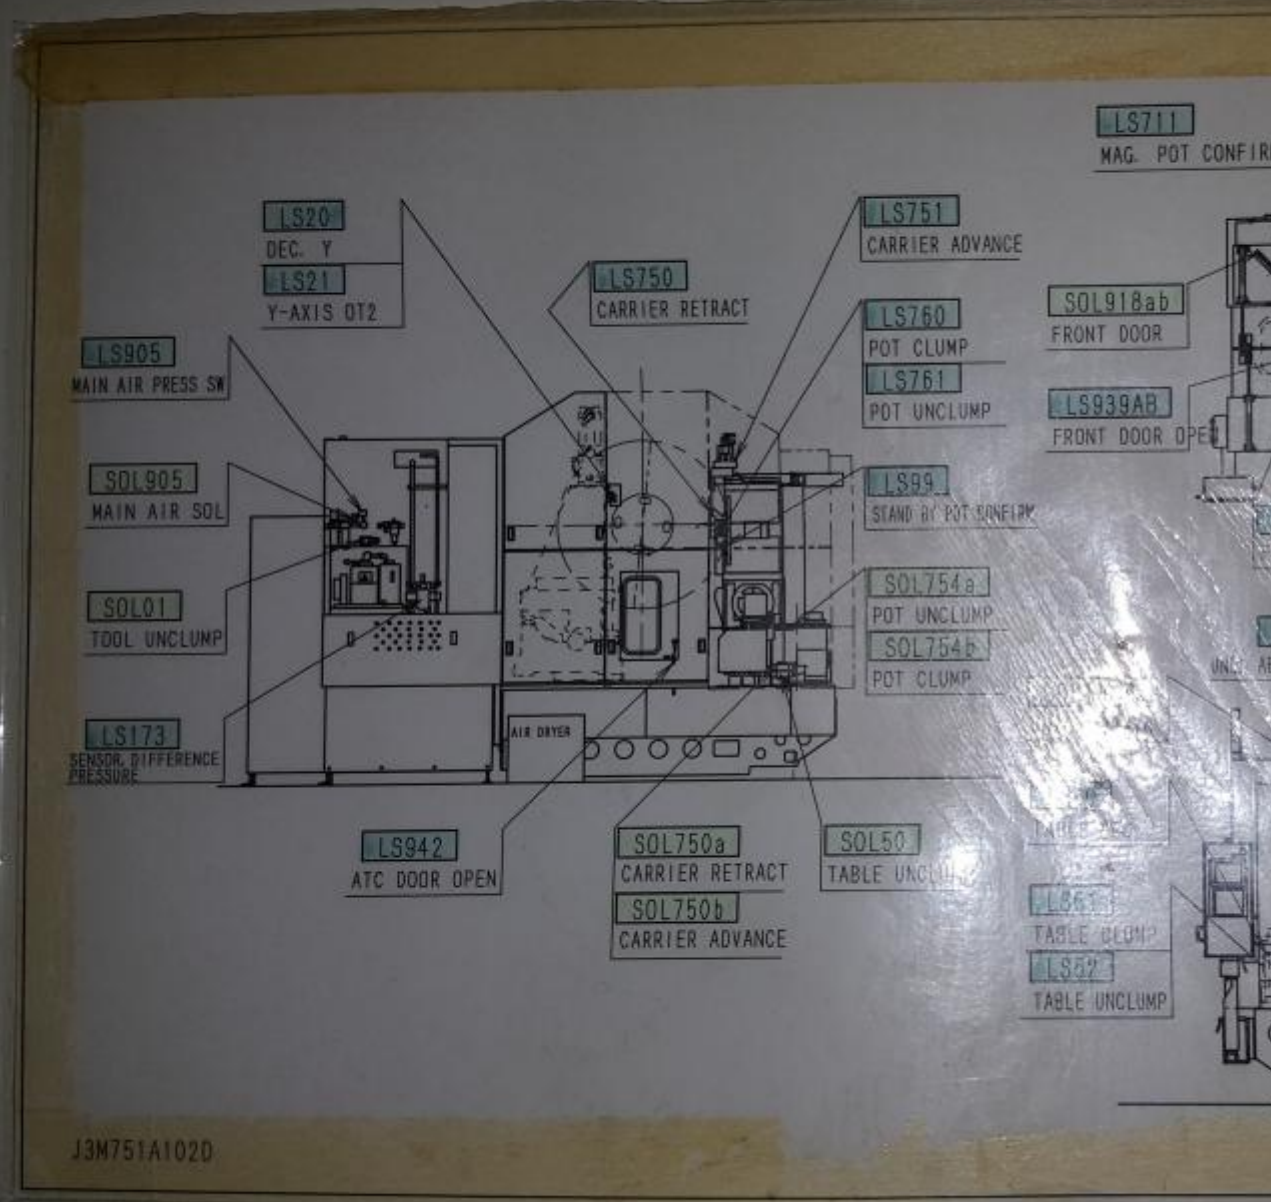 LS711
MAG. POT CONFIR
LS20
DEC. Y
LS21
Y-AXIS OT2
LS750
CARRIER RETRACT
LS751
CARRIER ADVANCE
LS760
POT CLUMP
LS761
POT UNCLUMP
SOL918ab
FRONT DOOR
LS939AB
FRONT DOOR OPEN
LS905
MAIN AIR PRESS SW
SOL905
MAIN AIR SOL
LS99
STAND BY POT CONFIRM
SOL01
TOOL UNCLUMP
SOL754a
POT UNCLUMP
SOL754b
POT CLUMP
LS173
SENSOR DIFFERENCE
PRESSURE
AIR DRYER
LS942
ATC DOOR OPEN
SOL750a
CARRIER RETRACT
SOL750b
CARRIER ADVANCE
SOL50
TABLE UNCLUMP
TABLE CLUMP
LS52
TABLE UNCLUMP
J3M751A102D